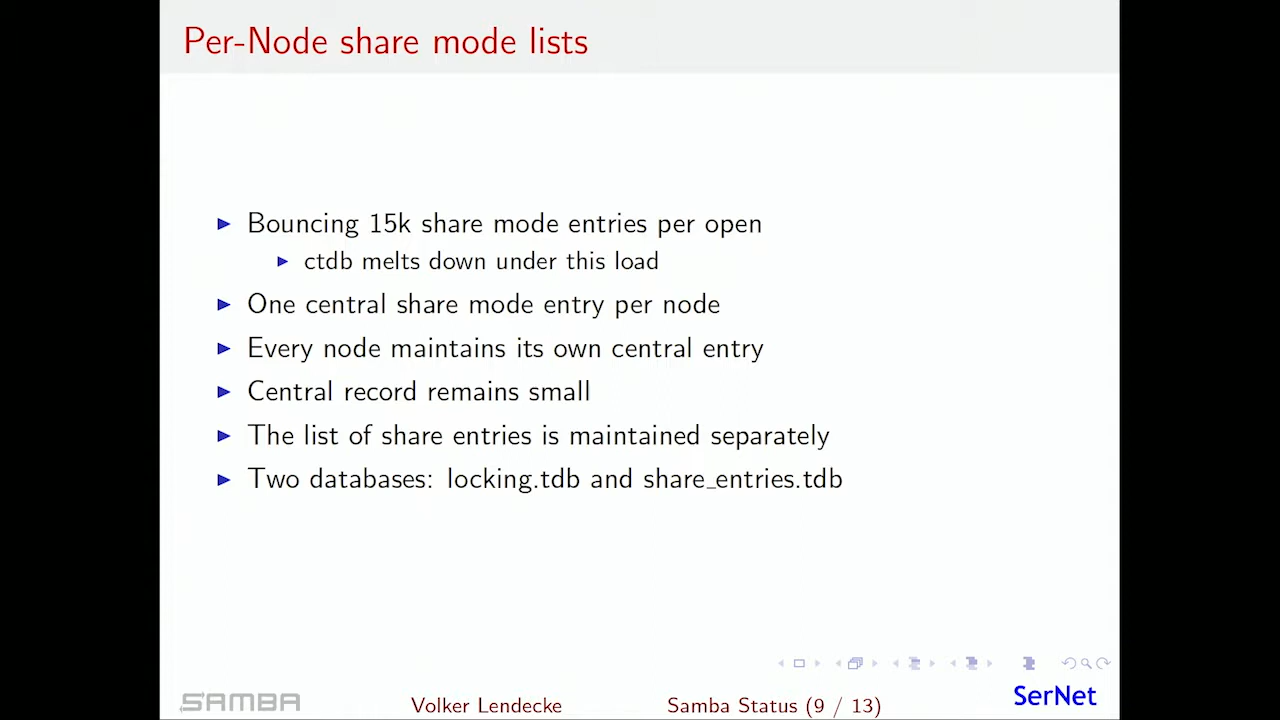 Per-Node share mode lists
Bouncing 15k share mode entries per open
ctdb melts down under this load
One central share mode entry per node
Every node maintains its own central entry
Central record remains small
The list of share entries is maintained separately
Two databases: locking.tdb and share_entries.tdb
SAMBA
Volker Lendecke
Samba Status (9 / 13)
SerNet